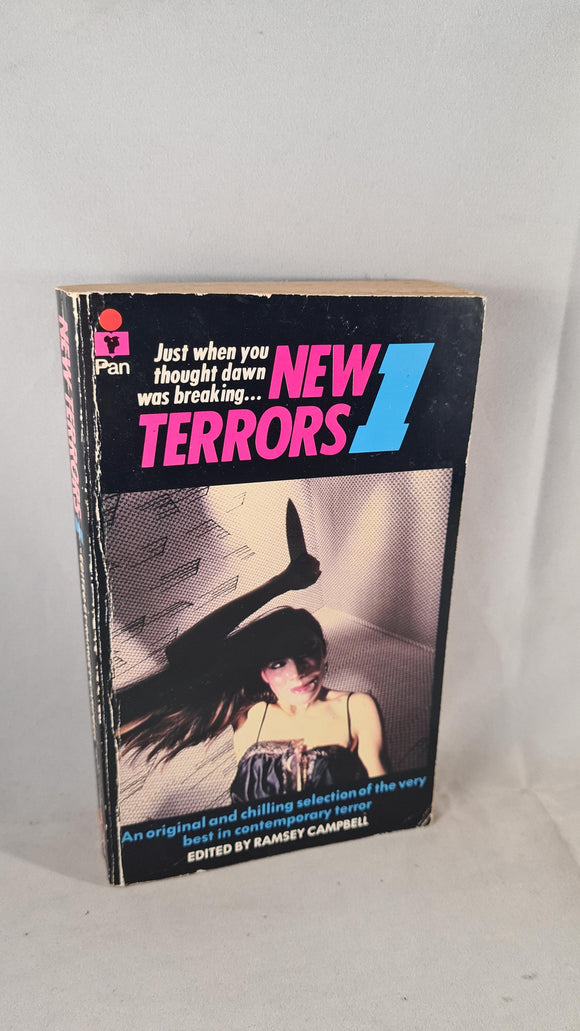 Pan
Just when you
thought dawn
was breaking...
NEW
TERRORS
1
An original and chilling selection of the very
best in contemporary terror
EDITED BY RAMSEY CAMPBELL
NEW TERRORS 1